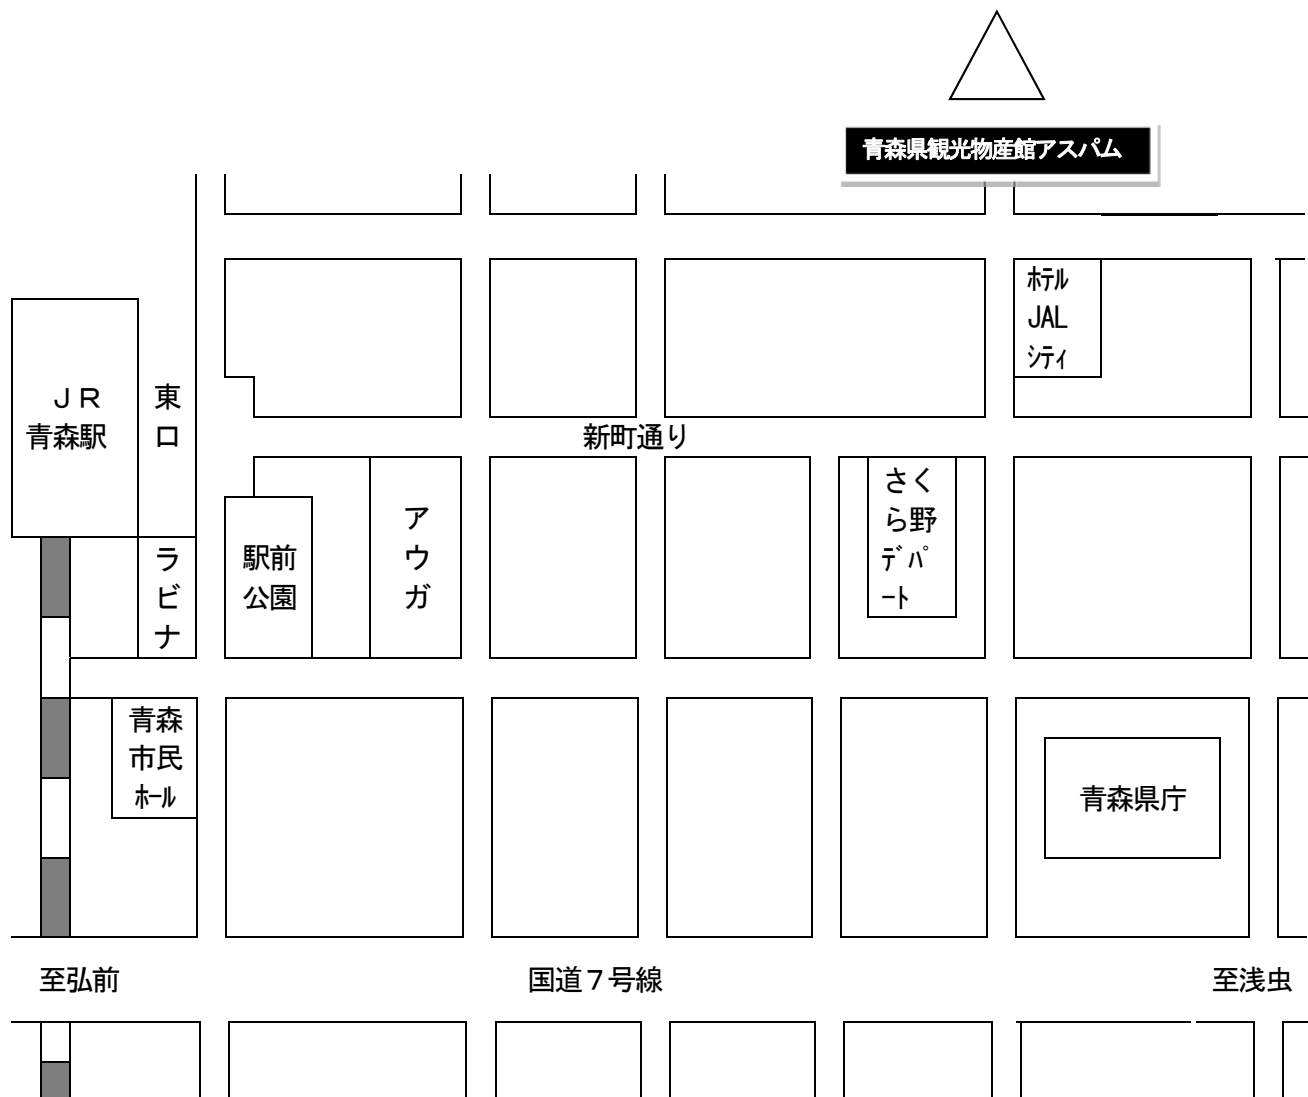 青森県観光物産館アスパム
ﾎﾃﾙ
JAL
ｼﾃｨ
ＪＲ
青森駅
東
口
新町通り
さく
ら野
ﾃﾞﾊﾟ
ｰﾄ
ア
ウ
ガ
駅前
公園
ラ
ビ
ナ
青森
市民
ﾎｰﾙ
青森県庁
至弘前
国道７号線
至浅虫